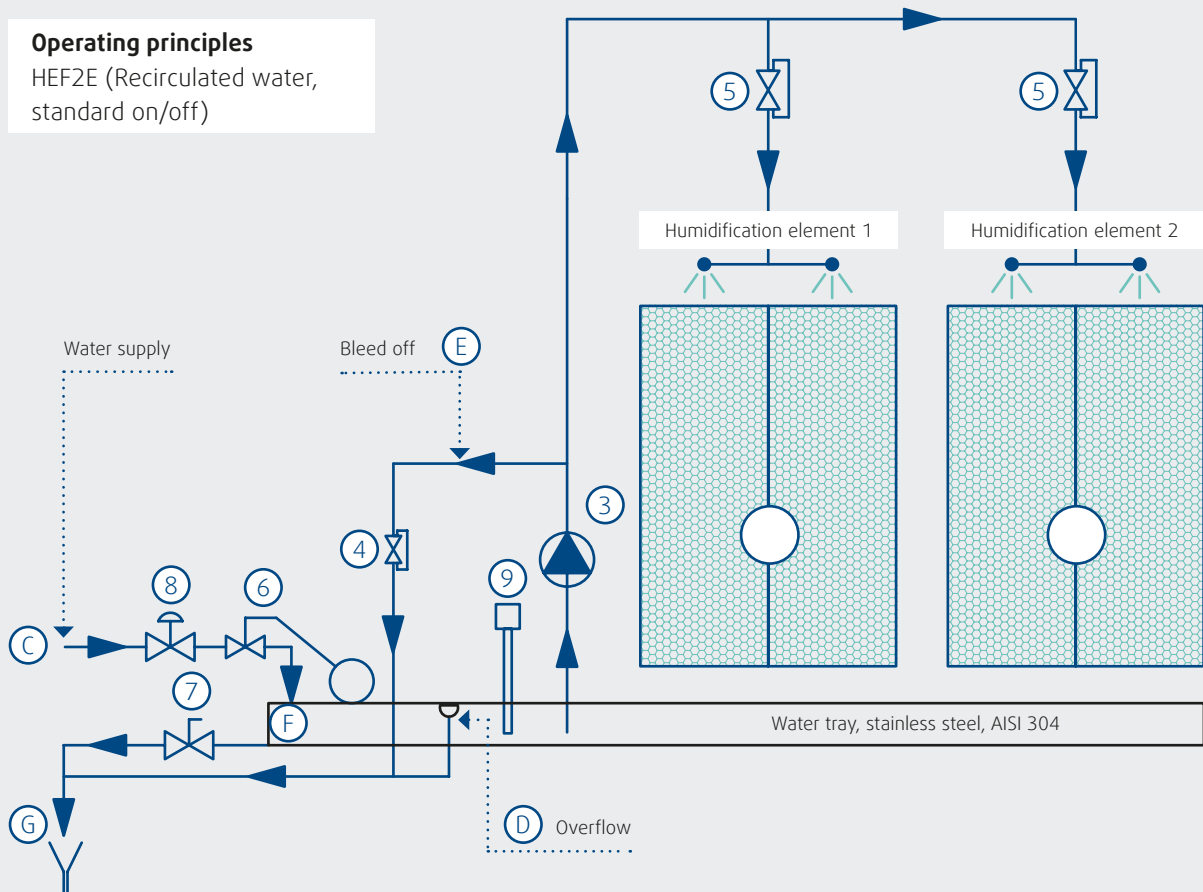 Operating principles
HEF2E (Recirculated water,
standard on/off)
5
5
Humidification element 1
Humidification element 2
Water supply
Bleed off
E
3
4
9
8
6
C
7
F
Water tray, stainless steel, AISI 304
G
D
Overflow